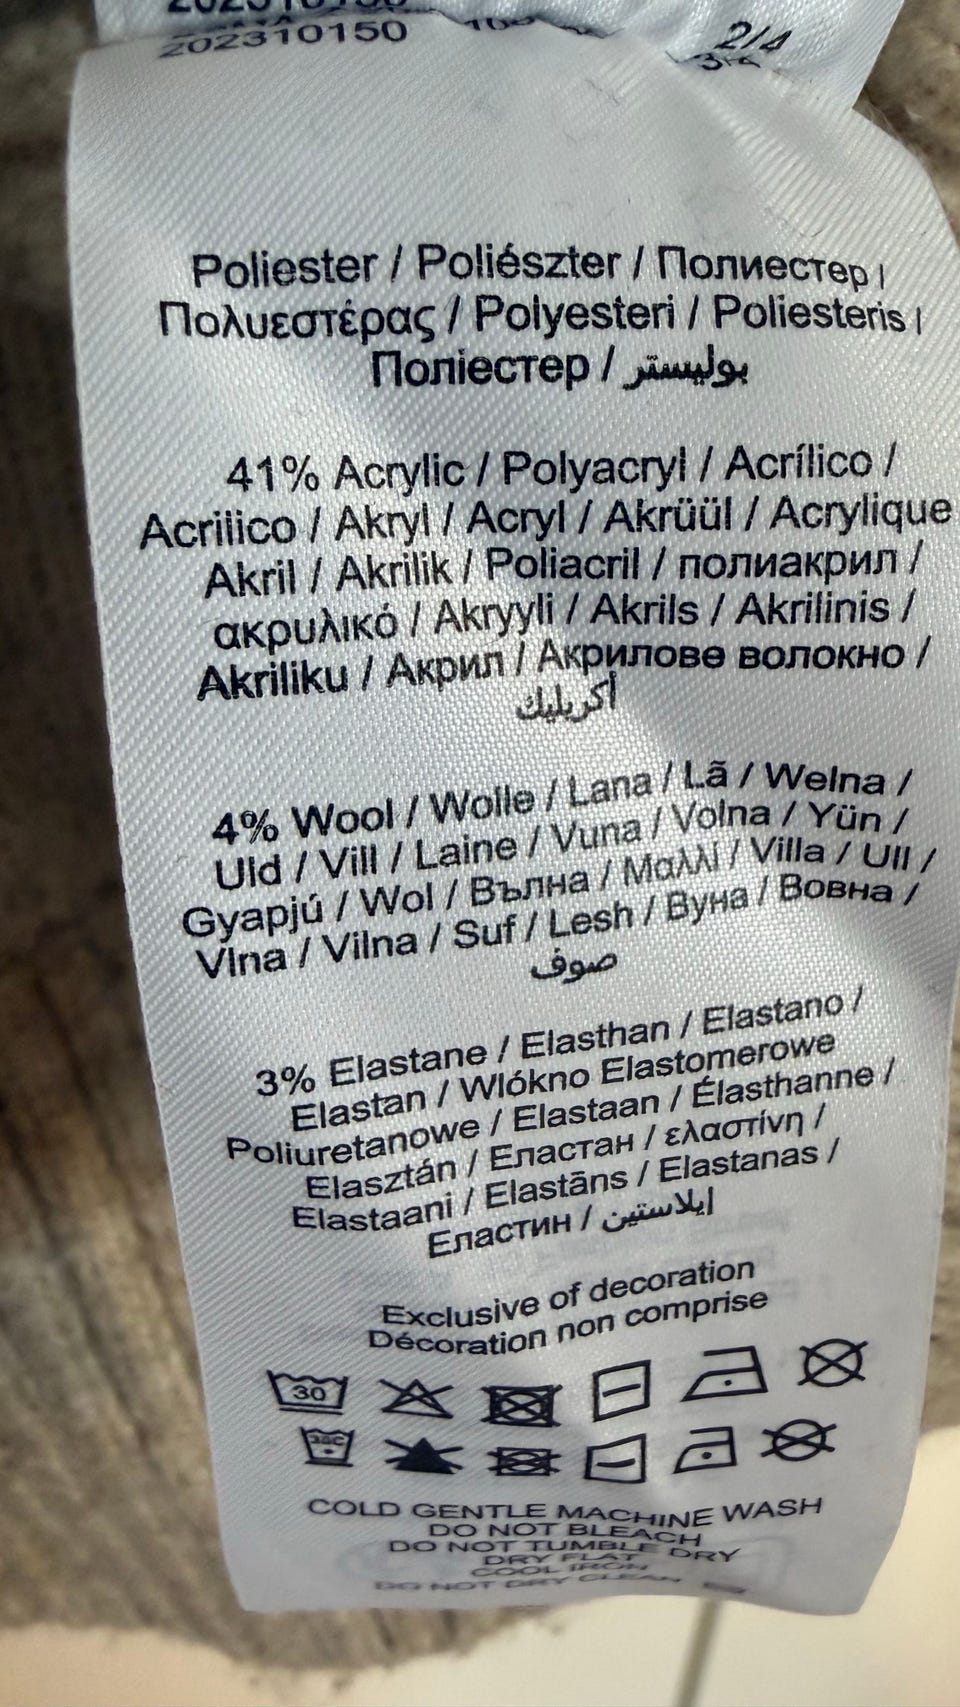 202310150
2/4
Poliester / Poliészter / Полиестер /
Πολυεστέρας / Polyesteri / Poliesteris /
Поліестер / بوليستر
41% Acrylic / Polyacryl / Acrílico /
Acrilico / Akryl / Acryl / Akrüül / Acrylique
Akril / Akrilik / Poliacril / полиакрил /
ακρυλικό / Akryyli / Akrils / Akrilinis /
Akriliku / Акрил / Акрилове волокно /
أكريليك
4% Wool / Wolle / Lana / Lã / Welna /
Uld / Vill / Laine / Vuna / Volna / Yün /
Gyapjú / Wol / Вълна / Μαλλί / Villa / Ull /
Vlna / Vilna / Suf / Lesh / Вуна / Вовна /
صوف
3% Elastane / Elasthan / Elastano /
Elastan / Wlókno Elastomerowe
Poliuretanowe / Elastaan / Élasthanne /
Elasztán / Еластан / ελαστίνη /
Elastaani / Elastāns / Elastanas /
Еластин / إيلاستين
Exclusive of decoration
Décoration non comprise
30
30C
COLD GENTLE MACHINE WASH
DO NOT BLEACH
DO NOT TUMBLE DRY
DRY FLAT
COOL IRON
DO NOT DRY CLEAN